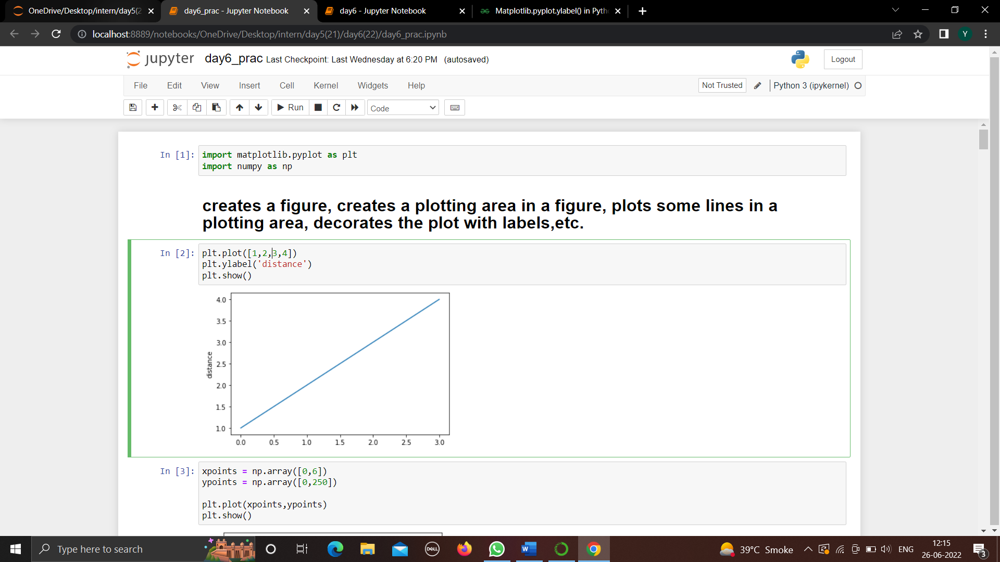 OneDrive/Desktop/intern/day5(2
day6_prac - Jupyter Notebook
day6 - Jupyter Notebook
Matplotlib.pyplot.ylabel() in Pyth
localhost:8889/notebooks/OneDrive/Desktop/intern/day5(21)/day6(22)/day6_prac.ipynb
Y
jupyter day6_prac Last Checkpoint: Last Wednesday at 6:20 PM (autosaved)
Logout
File Edit View Insert Cell Kernel Widgets Help
Not Trusted
Python 3 (ipykernel)
Run
Code
In [1]: import matplotlib.pyplot as plt
import numpy as np
creates a figure, creates a plotting area in a figure, plots some lines in a
plotting area, decorates the plot with labels,etc.
In [2]: plt.plot([1,2,3,4])
plt.ylabel('distance')
plt.show()
4.0
3.5
3.0
2.5
2.0
1.5
1.0
distance
0.0 0.5 1.0 1.5 2.0 2.5 3.0
In [3]: xpoints = np.array([0,6])
ypoints = np.array([0,250])
plt.plot(xpoints,ypoints)
plt.show()
Type here to search
DELL
W
39°C Smoke
ENG
12:15
26-06-2022
3